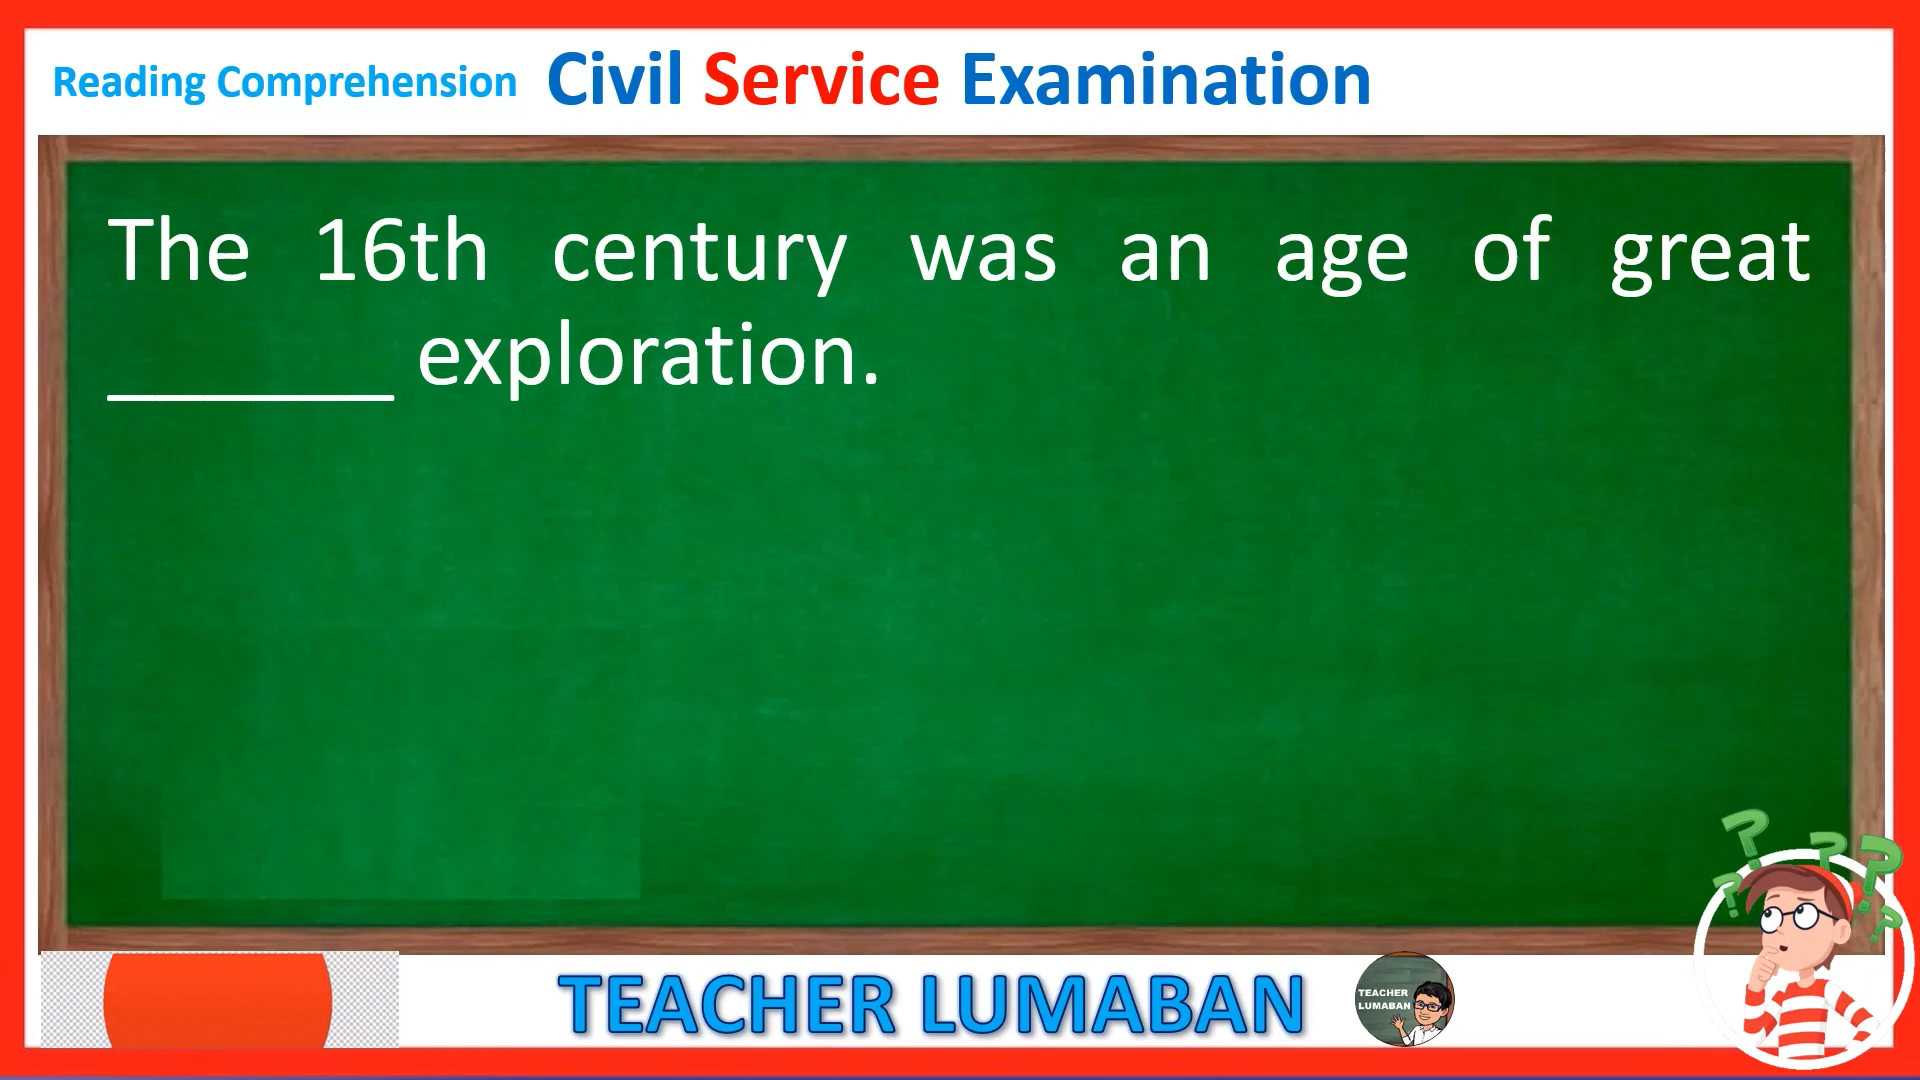 Reading Comprehension Civil Service Examination
The 16th century was an age of great
_______ exploration.
TEACHER LUMABAN
TEACHER
LUMABAN